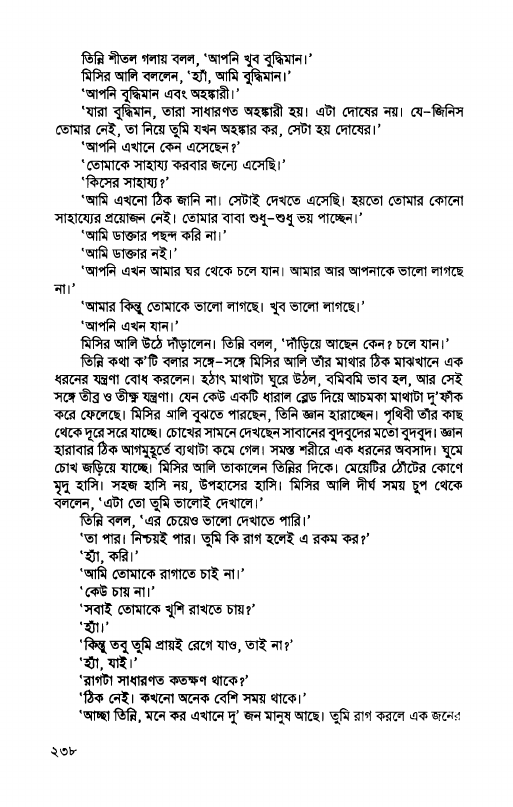 তিন্নি শীতল গলায় বলল, ‘আপনি খুব বুদ্ধিমান।’
মিসির আলি বললেন, ‘হ্যাঁ, আমি বুদ্ধিমান।’
‘আপনি বুদ্ধিমান এবং অহঙ্কারী।’
‘যারা বুদ্ধিমান, তারা সাধারণত অহঙ্কারী হয়। এটা দোষের নয়। যে-জিনিস
তোমার নেই, তা নিয়ে তুমি যখন অহঙ্কার কর, সেটা হয় দোষের।’
‘আপনি এখানে কেন এসেছেন?’
‘তোমাকে সাহায্য করবার জন্যে এসেছি।’
‘কিসের সাহায্য?’
‘আমি এখনো ঠিক জানি না। সেটাই দেখতে এসেছি। হয়তো তোমার কোনো
সাহায্যের প্রয়োজন নেই। তোমার বাবা শুধু-শুধু ভয় পাচ্ছেন।’
‘আমি ডাক্তার পছন্দ করি না।’
‘আমি ডাক্তার নই।’
‘আপনি এখন আমার ঘর থেকে চলে যান। আমার আর আপনাকে ভালো লাগছে
না।’
‘আমার কিন্তু তোমাকে ভালো লাগছে। খুব ভালো লাগছে।’
‘আপনি এখন যান।’
মিসির আলি উঠে দাঁড়ালেন। তিন্নি বলল, ‘দাঁড়িয়ে আছেন কেন? চলে যান।’
তিন্নি কথা ক’টি বলার সঙ্গে-সঙ্গে মিসির আলি তাঁর মাথার ঠিক মাঝখানে এক
ধরনের যন্ত্রণা বোধ করলেন। হঠাৎ মাথাটা ঘুরে উঠল, বমিবমি ভাব হল, আর সেই
সঙ্গে তীব্র ও তীক্ষ্ণ যন্ত্রণা। যেন কেউ একটি ধারাল ব্লেড দিয়ে আচমকা মাথাটা দু’ফাঁক
করে ফেলেছে। মিসির আলি বুঝতে পারছেন, তিনি জ্ঞান হারাচ্ছেন। পৃথিবী তাঁর কাছ
থেকে দূরে সরে যাচ্ছে। চোখের সামনে দেখছেন সাবানের বুদবুদের মতো বুদবুদ। জ্ঞান
হারাবার ঠিক আগমুহূর্তে ব্যথাটা কমে গেল। সমস্ত শরীরে এক ধরনের অবসাদ। ঘুমে
চোখ জড়িয়ে যাচ্ছে। মিসির আলি তাকালেন তিন্নির দিকে। মেয়েটির ঠোঁটের কোণে
মৃদু হাসি। সহজ হাসি নয়, উপহাসের হাসি। মিসির আলি দীর্ঘ সময় চুপ থেকে
বললেন, ‘এটা তো তুমি ভালোই দেখালে।’
তিন্নি বলল, ‘এর চেয়েও ভালো দেখাতে পারি।’
‘তা পার। নিশ্চয়ই পার। তুমি কি রাগ হলেই এ রকম কর?’
‘হ্যাঁ, করি।’
‘আমি তোমাকে রাগাতে চাই না।’
‘কেউ চায় না।’
‘সবাই তোমাকে খুশি রাখতে চায়?’
‘হ্যাঁ।’
‘কিন্তু তবু তুমি প্রায়ই রেগে যাও, তাই না?’
‘হ্যাঁ, যাই।’
‘রাগটা সাধারণত কতক্ষণ থাকে?’
‘ঠিক নেই। কখনো অনেক বেশি সময় থাকে।’
‘আচ্ছা তিন্নি, মনে কর এখানে দু’ জন মানুষ আছে। তুমি রাগ করলে এক জনের
২৩৮